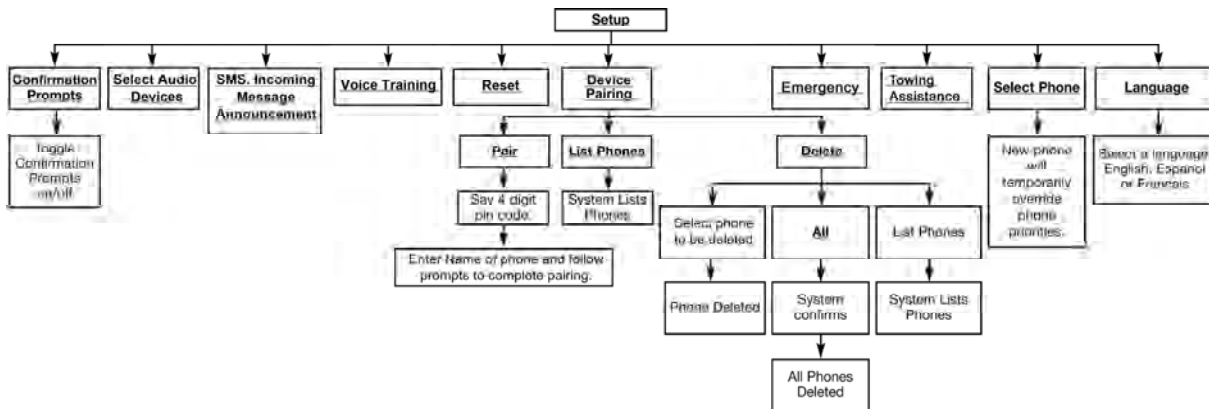 Setup
Confirmation
Prompts
Select Audio
Devices
SMS. Incoming
Message
Announcement
Voice Training
Reset
Device
Pairing
Emergency
Towing
Assistance
Select Phone
Language
Toggle
Confirmation
Prompts
on/off
Pair
List Phones
Delete
New phone
will
temporarily
override
phone
priorities.
Select a language
English, Español
or Français
Say 4 digit
pin code.
System Lists
Phones
Select phone
to be deleted
All
List Phones
Enter Name of phone and follow
prompts to complete pairing.
Phone Deleted
System
confirms
System Lists
Phones
All Phones
Deleted